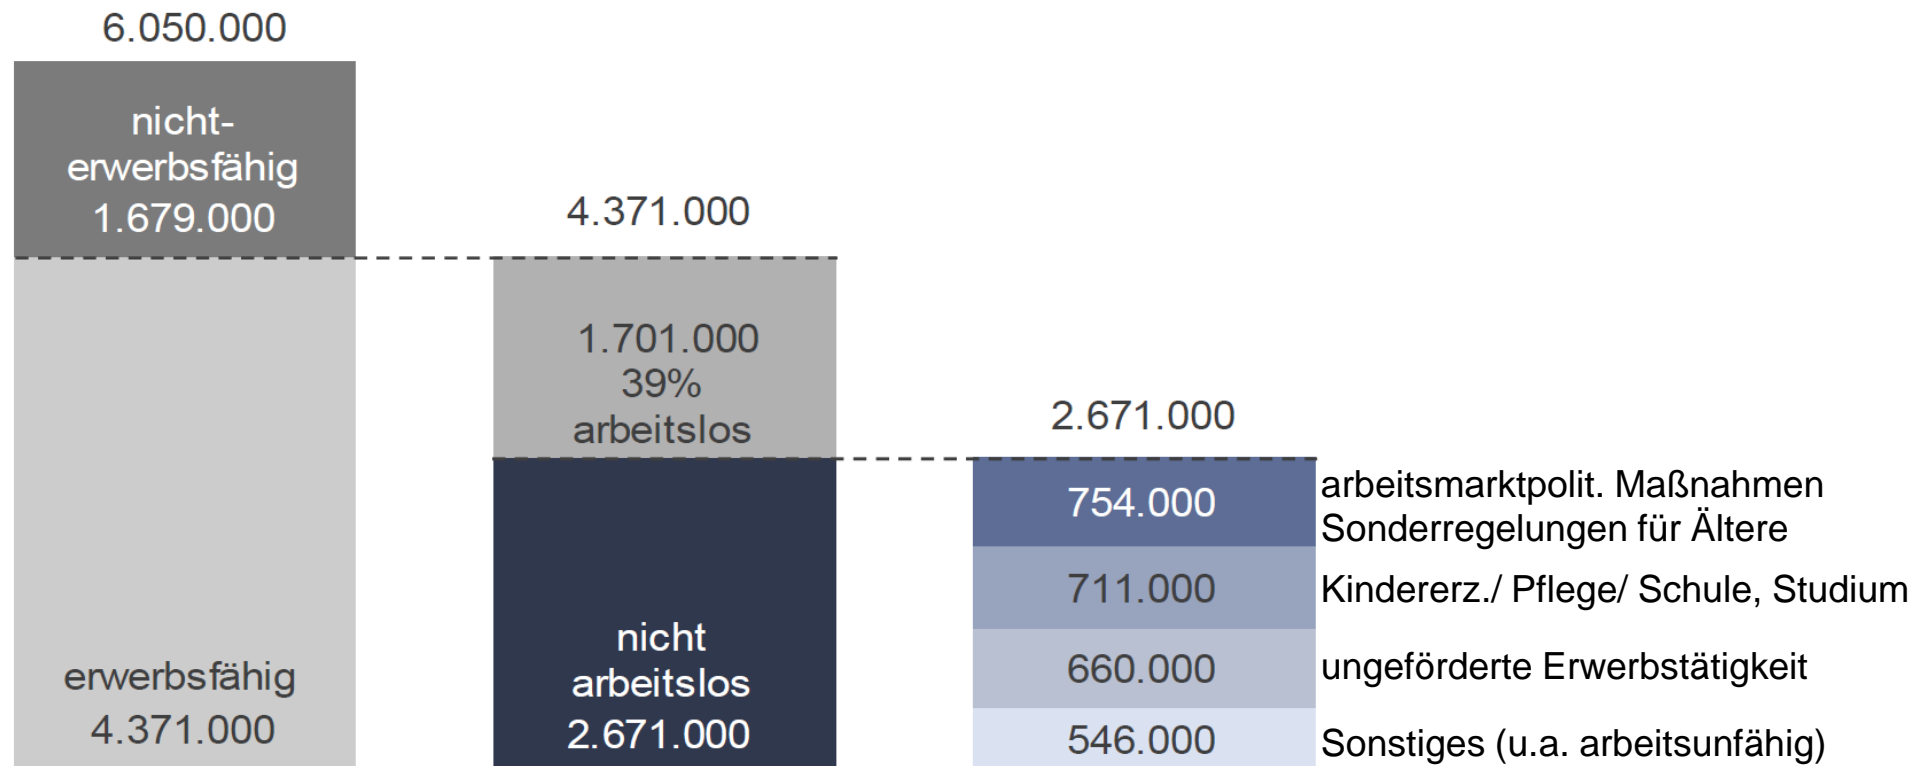 6.050.000
nicht-
erwerbsfähig
1.679.000
erwerbsfähig
4.371.000
4.371.000
1.701.000
39%
arbeitslos
nicht
arbeitslos
2.671.000
2.671.000
754.000
arbeitsmarktpolit. Maßnahmen
Sonderregelungen für Ältere
711.000
Kindererz./ Pflege/ Schule, Studium
660.000
ungeförderte Erwerbstätigkeit
546.000
Sonstiges (u.a. arbeitsunfähig)